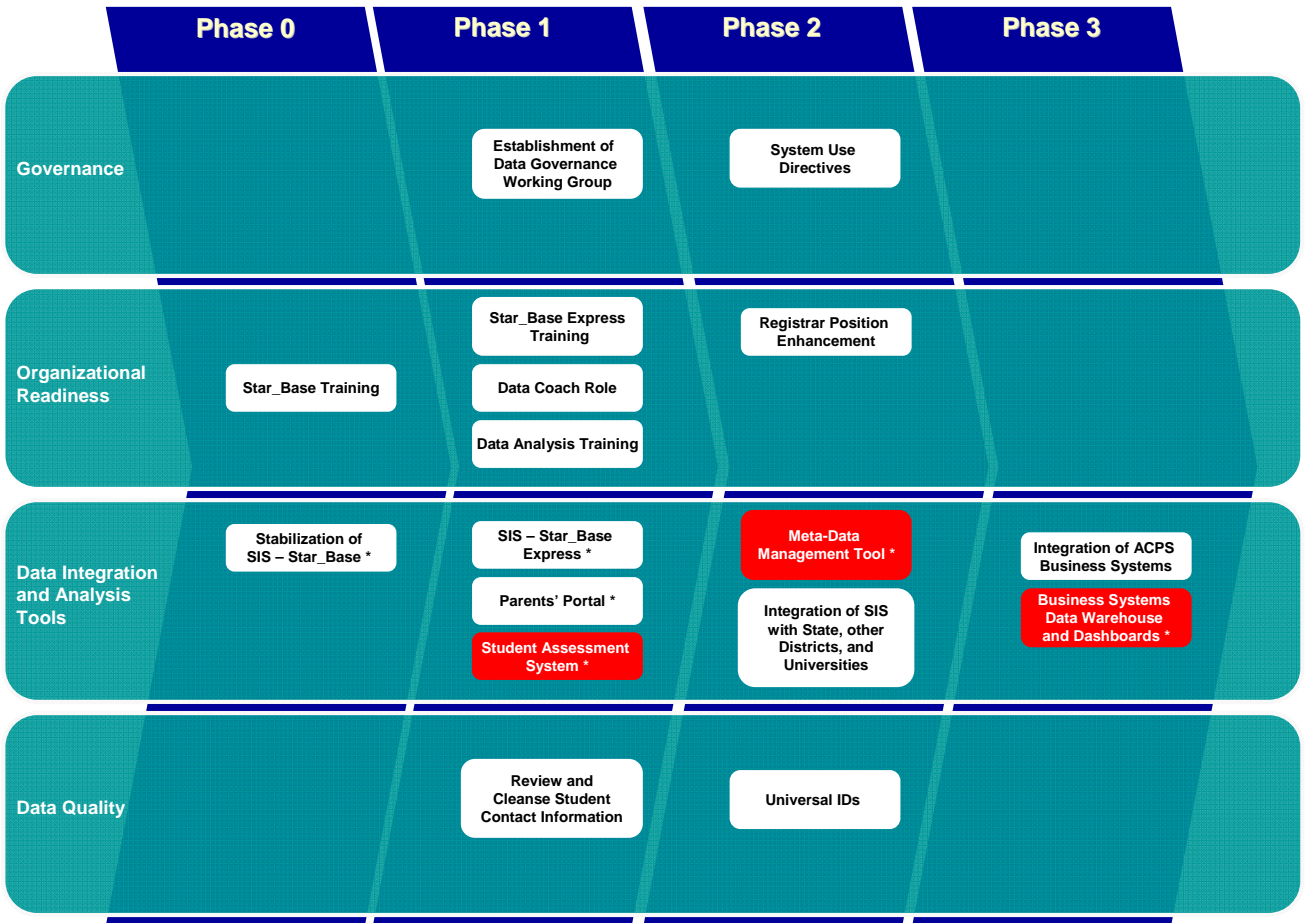 Phase 0
Phase 1
Phase 2
Phase 3
Governance
Establishment of
Data Governance
Working Group
System Use
Directives
Organizational
Readiness
Star_Base Training
Star_Base Express
Training
Data Coach Role
Data Analysis Training
Registrar Position
Enhancement
Data Integration
and Analysis
Tools
Stabilization of
SIS – Star_Base *
SIS – Star_Base
Express *
Parents’ Portal *
Student Assessment
System *
Meta-Data
Management Tool *
Integration of SIS
with State, other
Districts, and
Universities
Integration of ACPS
Business Systems
Business Systems
Data Warehouse
and Dashboards *
Data Quality
Review and
Cleanse Student
Contact Information
Universal IDs